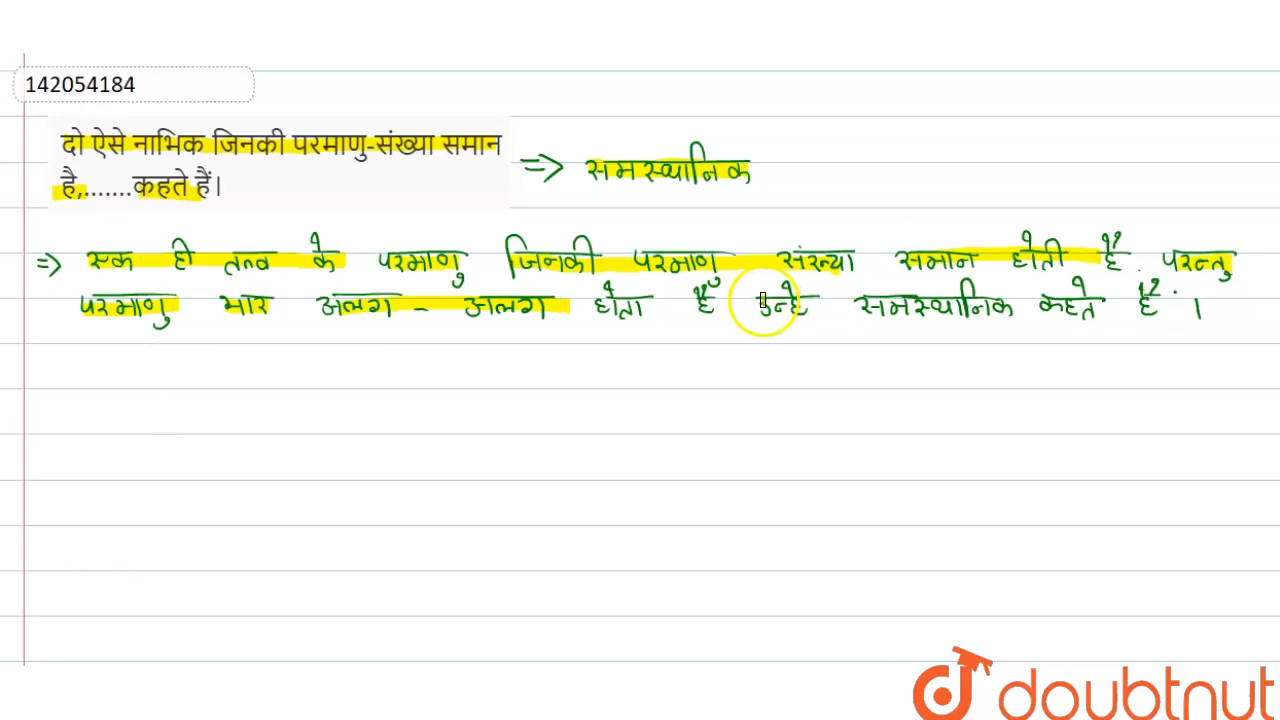 142054184
दो ऐसे नाभिक जिनकी परमाणु-संख्या समान
है,.......कहते हैं।
=> समस्थानिक
=> एक ही तत्व के परमाणु जिनकी परमाणु संख्या समान होती है. परन्तु
परमाणु भार अलग - अलग होता है उन्हे समस्थानिक कहते है ।
doubtnut